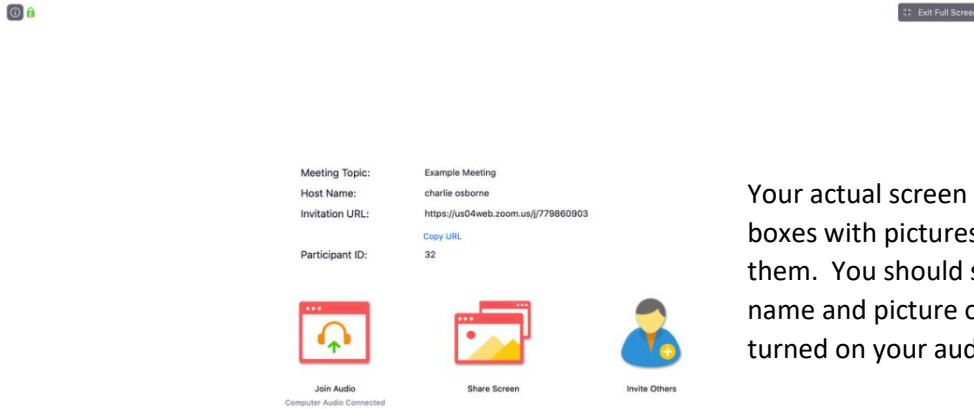 Exit Full Screen
Meeting Topic: Example Meeting
Host Name: charlie osborne
Invitation URL: https://us04web.zoom.us/j/779860903
Copy URL
Participant ID: 32
Join Audio
Computer Audio Connected
Share Screen
Invite Others
Your actual screen
boxes with pictures
them. You should
name and picture
turned on your